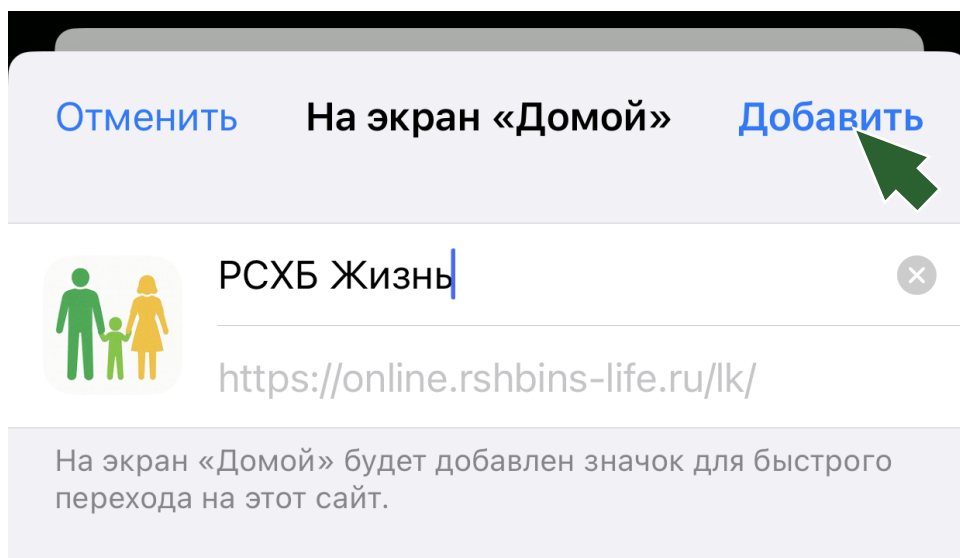 Отменить На экран «Домой» Добавить
РСХБ Жизнь
https://online.rshbins-life.ru/lk/
На экран «Домой» будет добавлен значок для быстрого
перехода на этот сайт.